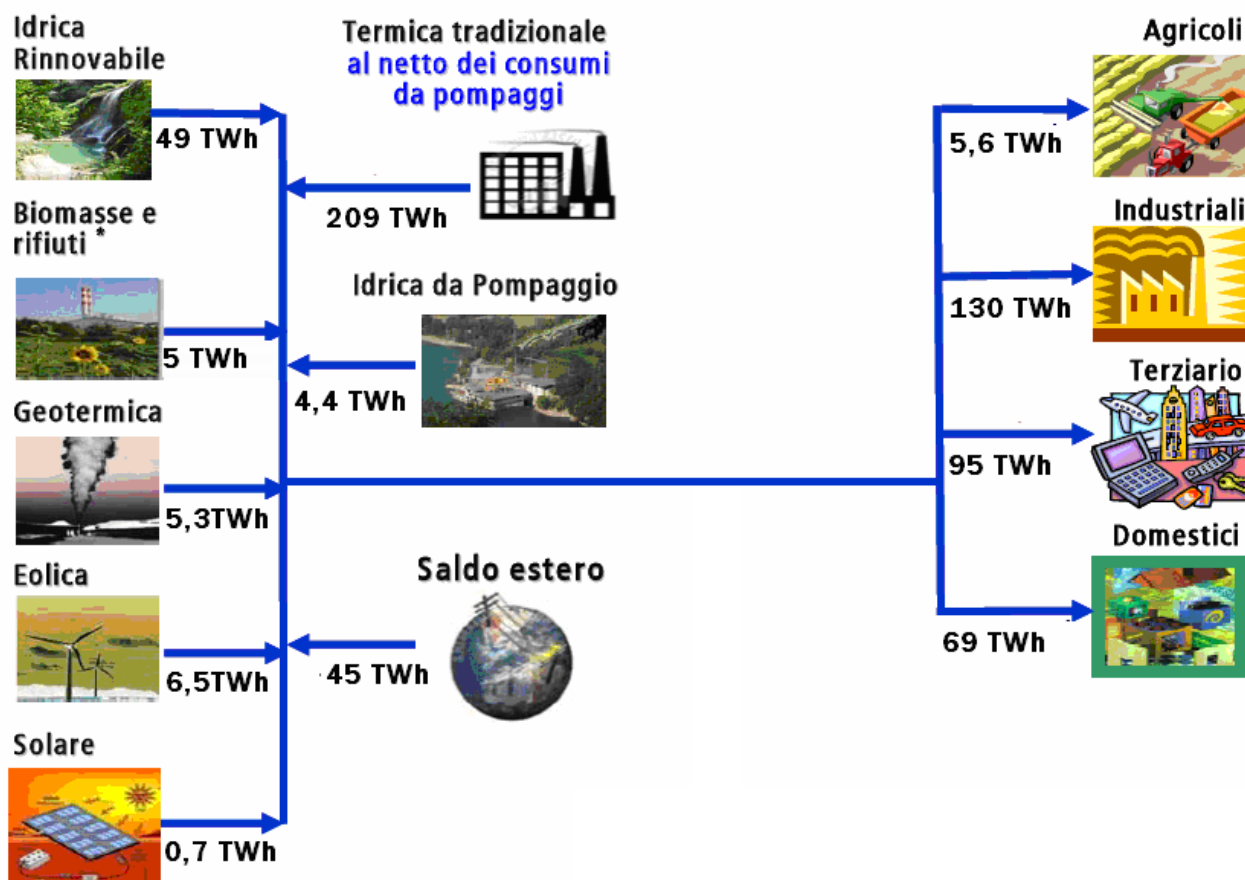 Idrica
Rinnovabile
49 TWh
Biomasse e
rifiuti *
5 TWh
Geotermica
5,3TWh
Eolica
6,5TWh
Solare
0,7 TWh
Termica tradizionale
al netto dei consumi
da pompaggi
209 TWh
Idrica da Pompaggio
4,4 TWh
Saldo estero
45 TWh
Agricoli
5,6 TWh
Industriali
130 TWh
Terziario
95 TWh
Domestici
69 TWh